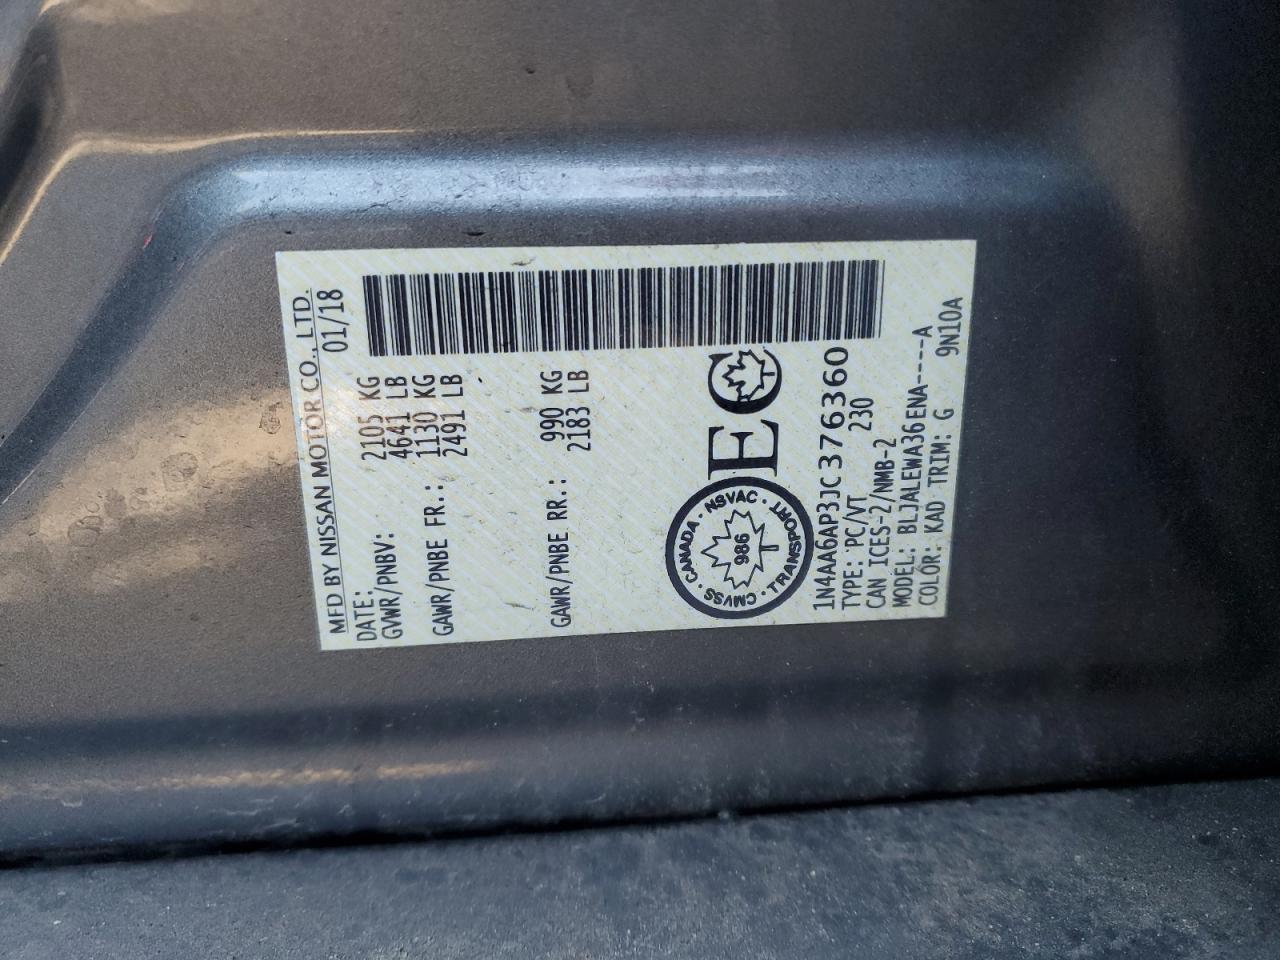 MFD BY NISSAN MOTOR CO., LTD.
DATE: 01/18
GVWR/PNBV: 2105 KG
4641 LB
GAWR/PNBE FR.: 1130 KG
2491 LB
GAWR/PNBE RR.: 990 KG
2183 LB
CANADA · NSVAC · TRANSPORT · CMVSS ·
986
EC
1N4AA6AP3JC376360
TYPE: PC/VT 230
CAN ICES-2/NMB-2
MODEL: BLJALEWA36ENA-----A
COLOR: KAD TRIM: G 9N10A